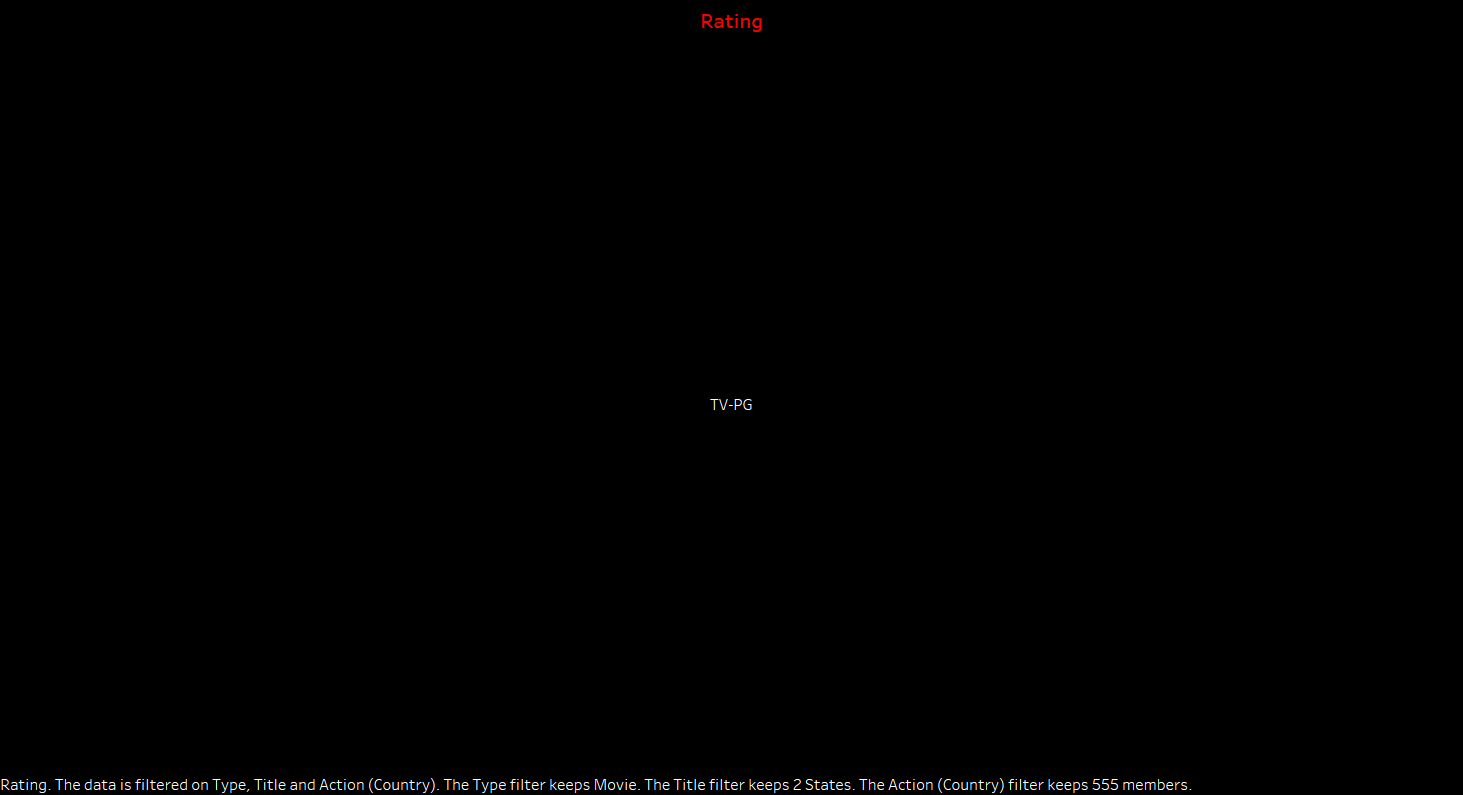 Rating
TV-PG
Rating. The data is filtered on Type, Title and Action (Country). The Type filter keeps Movie. The Title filter keeps 2 States. The Action (Country) filter keeps 555 members.